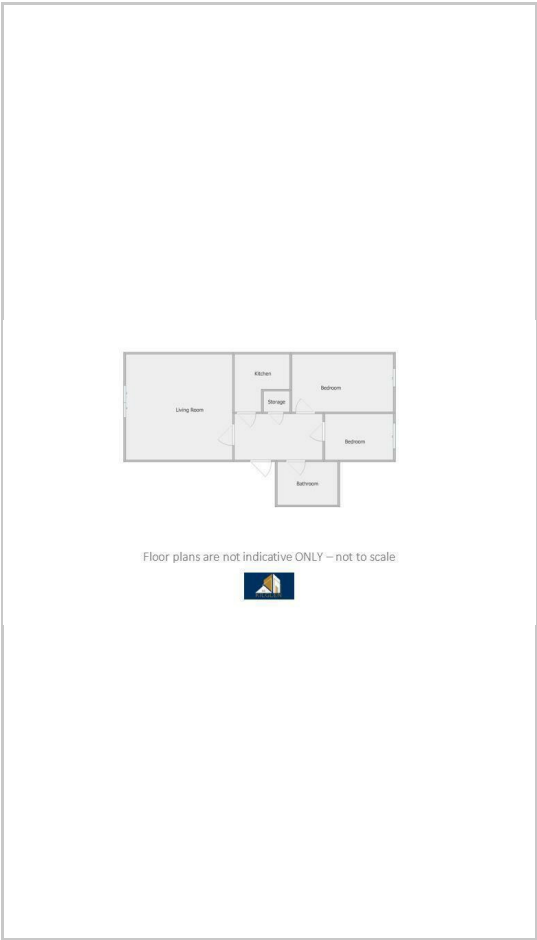 Kitchen
Bedroom
Storage
Living Room
Bedroom
Bathroom
Floor plans are not indicative ONLY – not to scale